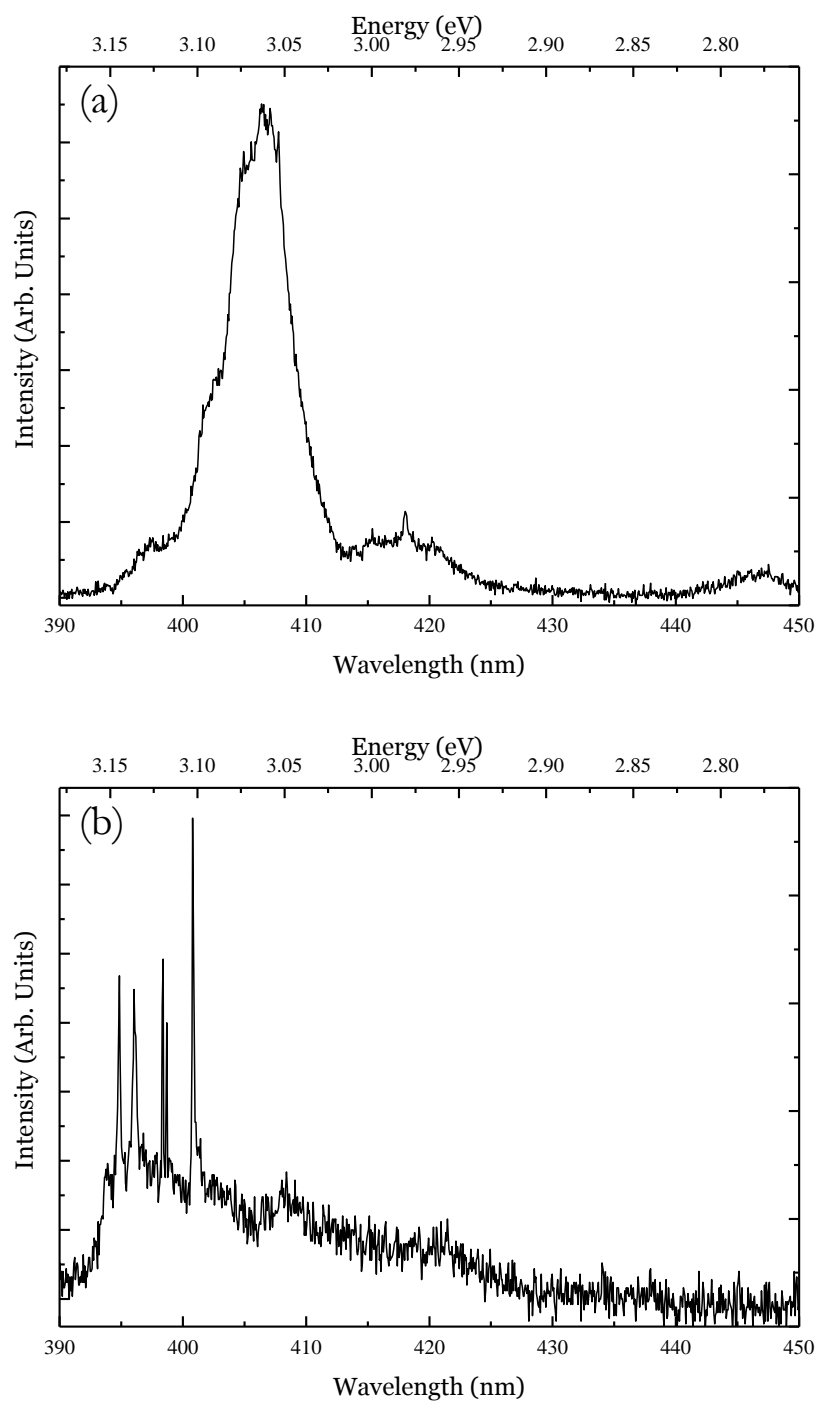 Energy (eV)
3.15 3.10 3.05 3.00 2.95 2.90 2.85 2.80
(a)
Intensity (Arb. Units)
390 400 410 420 430 440 450
Wavelength (nm)
Energy (eV)
3.15 3.10 3.05 3.00 2.95 2.90 2.85 2.80
(b)
Intensity (Arb. Units)
390 400 410 420 430 440 450
Wavelength (nm)